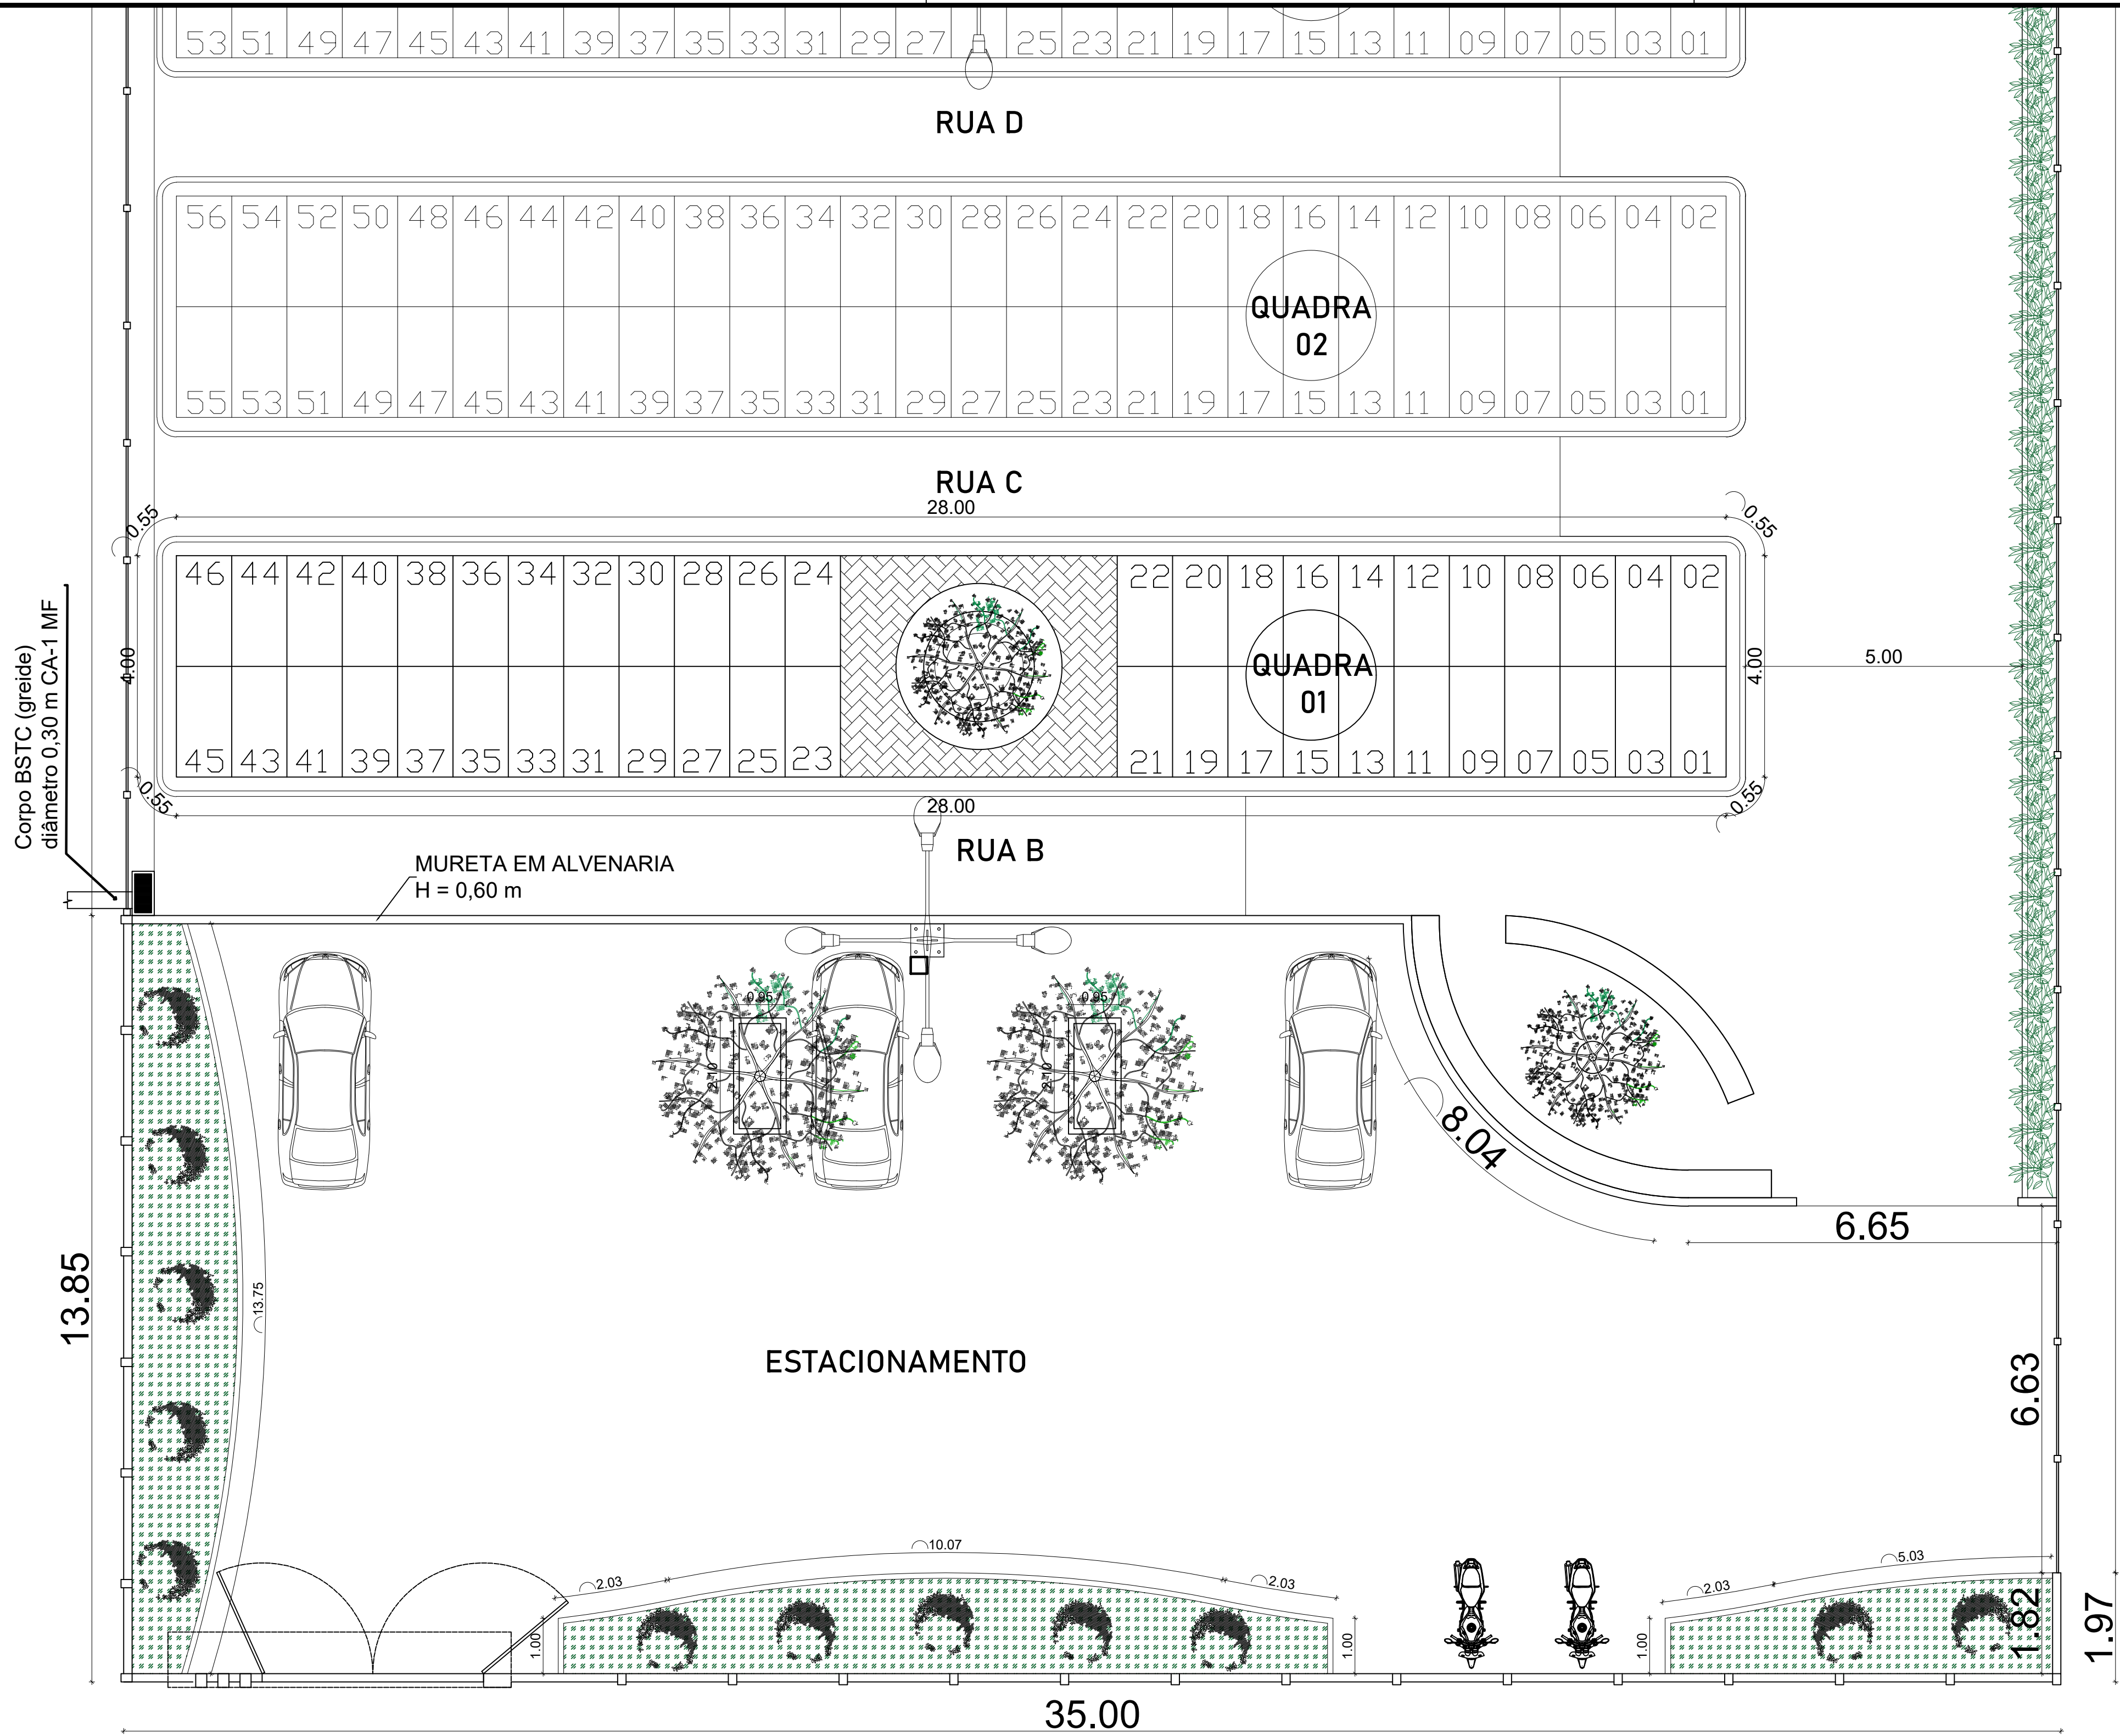 53 51 49 47 45 43 41 39 37 35 33 31 29 27 25 23 21 19 17 15 13 11 09 07 05 03 01
RUA D
56 54 52 50 48 46 44 42 40 38 36 34 32 30 28 26 24 22 20 18 16 14 12 10 08 06 04 02
QUADRA
02
55 53 51 49 47 45 43 41 39 37 35 33 31 29 27 25 23 21 19 17 15 13 11 09 07 05 03 01
RUA C
28.00
0.55
0.55
46 44 42 40 38 36 34 32 30 28 26 24 22 20 18 16 14 12 10 08 06 04 02
QUADRA
01
4.00
4.00
5.00
45 43 41 39 37 35 33 31 29 27 25 23 21 19 17 15 13 11 09 07 05 03 01
0.55
28.00
0.55
Corpo BSTC (greide)
diâmetro 0,30 m CA-1 MF
RUA B
MURETA EM ALVENARIA
H = 0,60 m
0.95
0.95
2.10
2.10
8.04
6.65
13.85
13.75
ESTACIONAMENTO
6.63
10.07
2.03
2.03
5.03
2.03
1.00
1.00
1.00
1.82
1.97
35.00